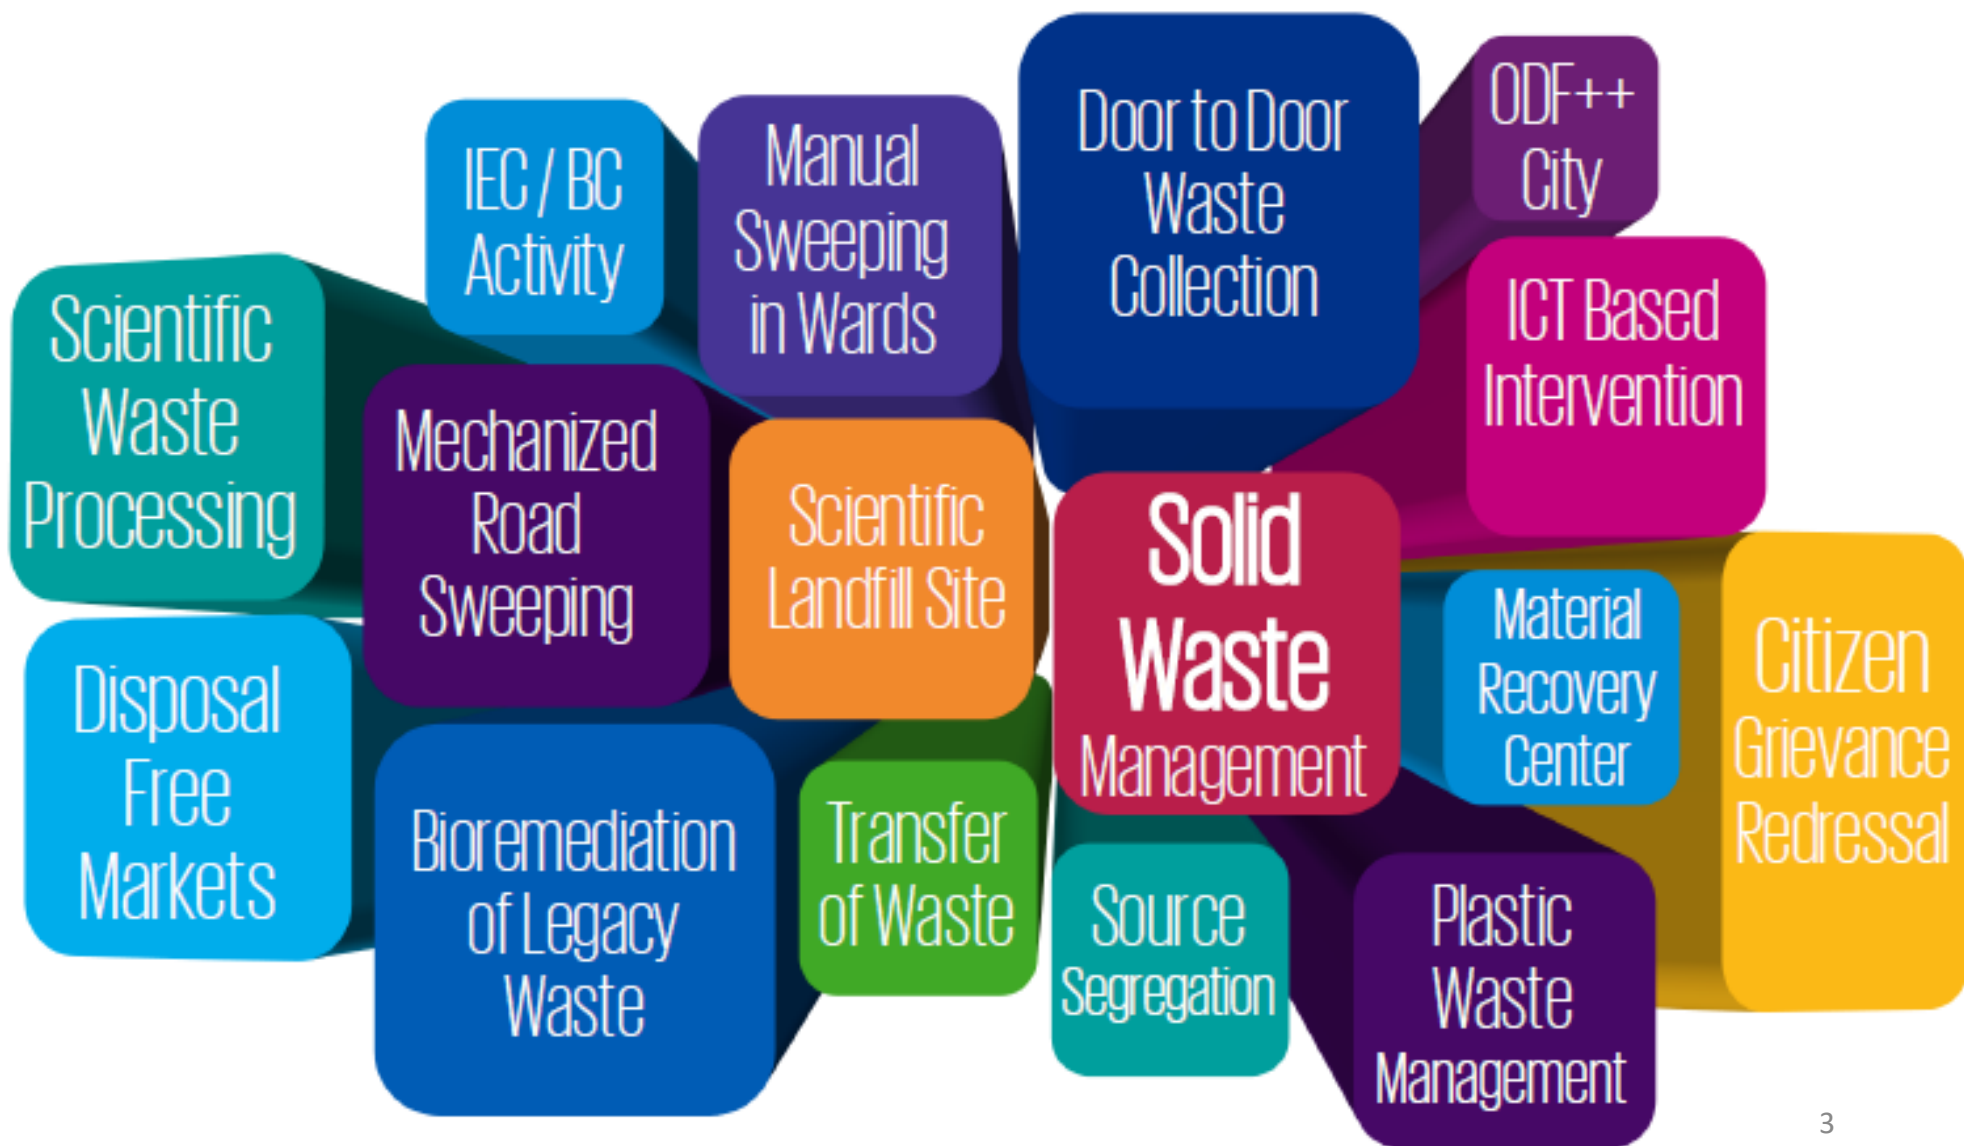 ODF++
City
Door to Door
Waste
Collection
Manual
Sweeping
in Wards
IEC / BC
Activity
Scientific
Waste
Processing
ICT Based
Intervention
Mechanized
Road
Sweeping
Scientific
Landfill Site
Solid
Waste
Management
Material
Recovery
Center
Citizen
Grievance
Redressal
Disposal
Free
Markets
Bioremediation
of Legacy
Waste
Transfer
of Waste
Source
Segregation
Plastic
Waste
Management
3